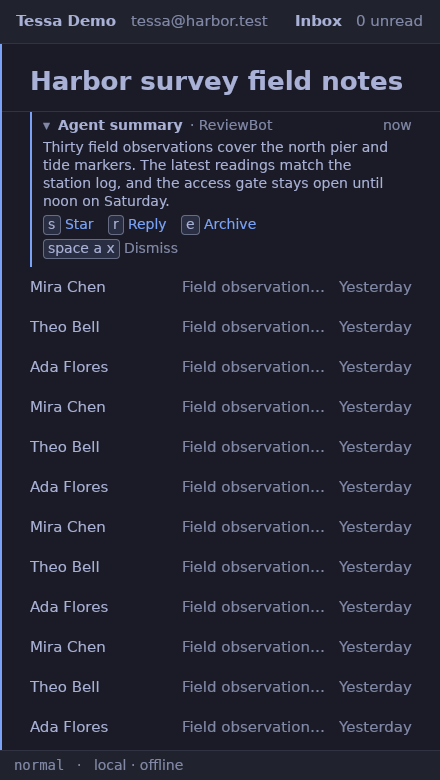 Tessa Demo tessa@harbor.test Inbox 0 unread
Harbor survey field notes
▾ Agent summary · ReviewBot now
Thirty field observations cover the north pier and
tide markers. The latest readings match the
station log, and the access gate stays open until
noon on Saturday.
s Star r Reply e Archive
space a x Dismiss
Mira Chen Field observation… Yesterday
Theo Bell Field observation… Yesterday
Ada Flores Field observation… Yesterday
Mira Chen Field observation… Yesterday
Theo Bell Field observation… Yesterday
Ada Flores Field observation… Yesterday
Mira Chen Field observation… Yesterday
Theo Bell Field observation… Yesterday
Ada Flores Field observation… Yesterday
Mira Chen Field observation… Yesterday
Theo Bell Field observation… Yesterday
Ada Flores Field observation… Yesterday
normal · local · offline